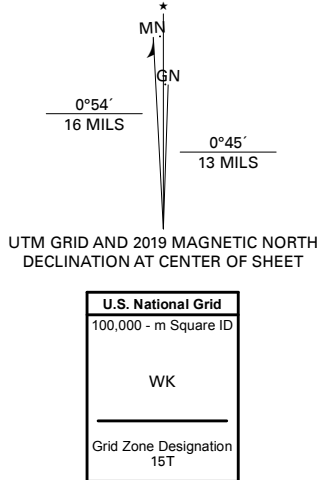 ★
MN
GN
0°54´
16 MILS
0°45´
13 MILS
UTM GRID AND 2019 MAGNETIC NORTH
DECLINATION AT CENTER OF SHEET
U.S. National Grid
100,000 - m Square ID
WK
Grid Zone Designation
15T